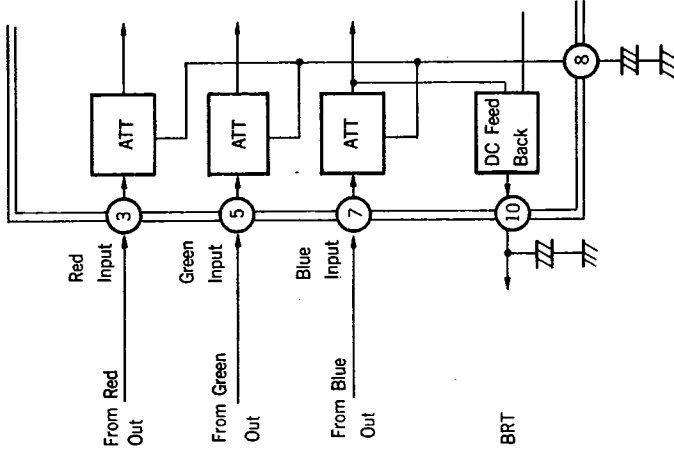 From Red
Out
Red
Input
3
ATT
From Green
Out
Green
Input
5
ATT
From Blue
Out
Blue
Input
7
ATT
BRT
10
DC Feed
Back
8